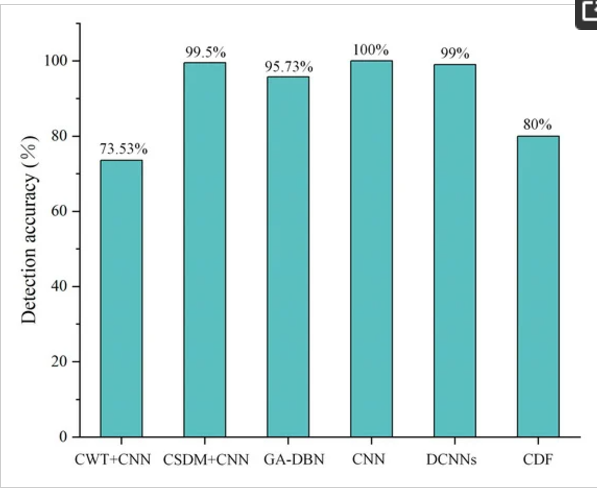 Detection accuracy (%)
100
80
60
40
20
0
73.53%
99.5%
95.73%
100%
99%
80%
CWT+CNN
CSDM+CNN
GA-DBN
CNN
DCNNs
CDF